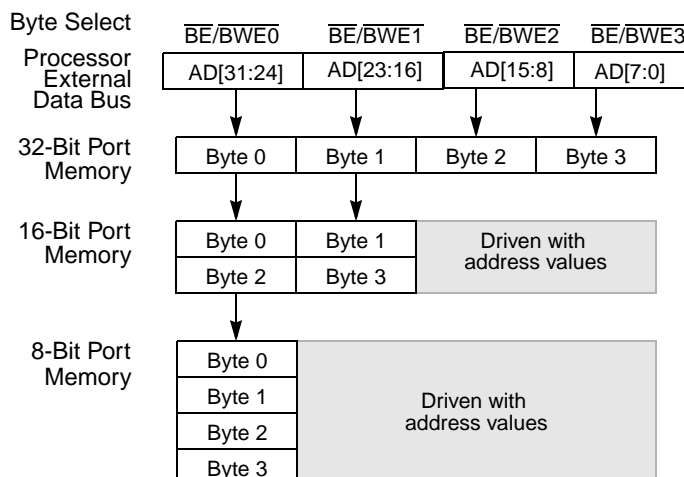 Byte Select BE/BWE0 BE/BWE1 BE/BWE2 BE/BWE3
Processor
External
Data Bus
AD[31:24] AD[23:16] AD[15:8] AD[7:0]
32-Bit Port
Memory
Byte 0 Byte 1 Byte 2 Byte 3
16-Bit Port
Memory
Byte 0 Byte 1
Byte 2 Byte 3
Driven with
address values
8-Bit Port
Memory
Byte 0
Byte 1
Byte 2
Byte 3
Driven with
address values